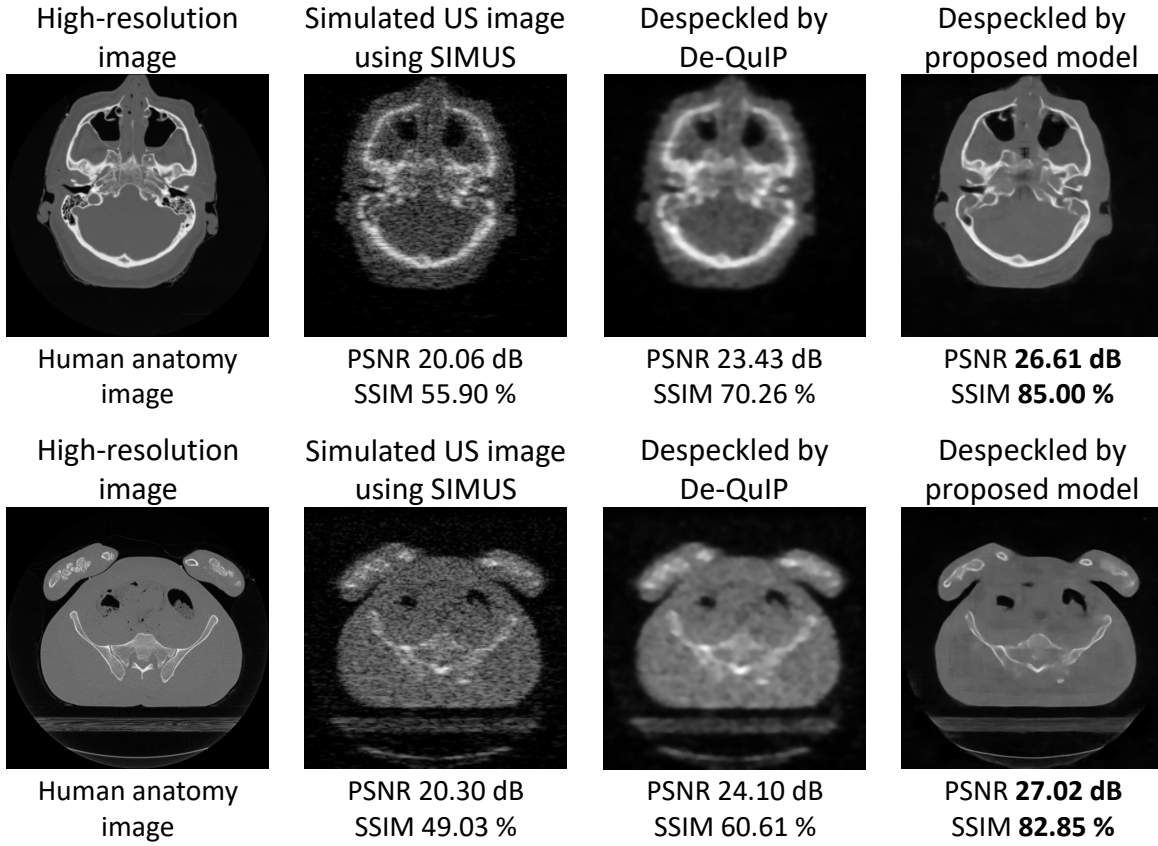 High-resolution
image
Simulated US image
using SIMUS
Despeckled by
De-QuIP
Despeckled by
proposed model
Human anatomy
image
PSNR 20.06 dB
SSIM 55.90 %
PSNR 23.43 dB
SSIM 70.26 %
PSNR 26.61 dB
SSIM 85.00 %
High-resolution
image
Simulated US image
using SIMUS
Despeckled by
De-QuIP
Despeckled by
proposed model
Human anatomy
image
PSNR 20.30 dB
SSIM 49.03 %
PSNR 24.10 dB
SSIM 60.61 %
PSNR 27.02 dB
SSIM 82.85 %